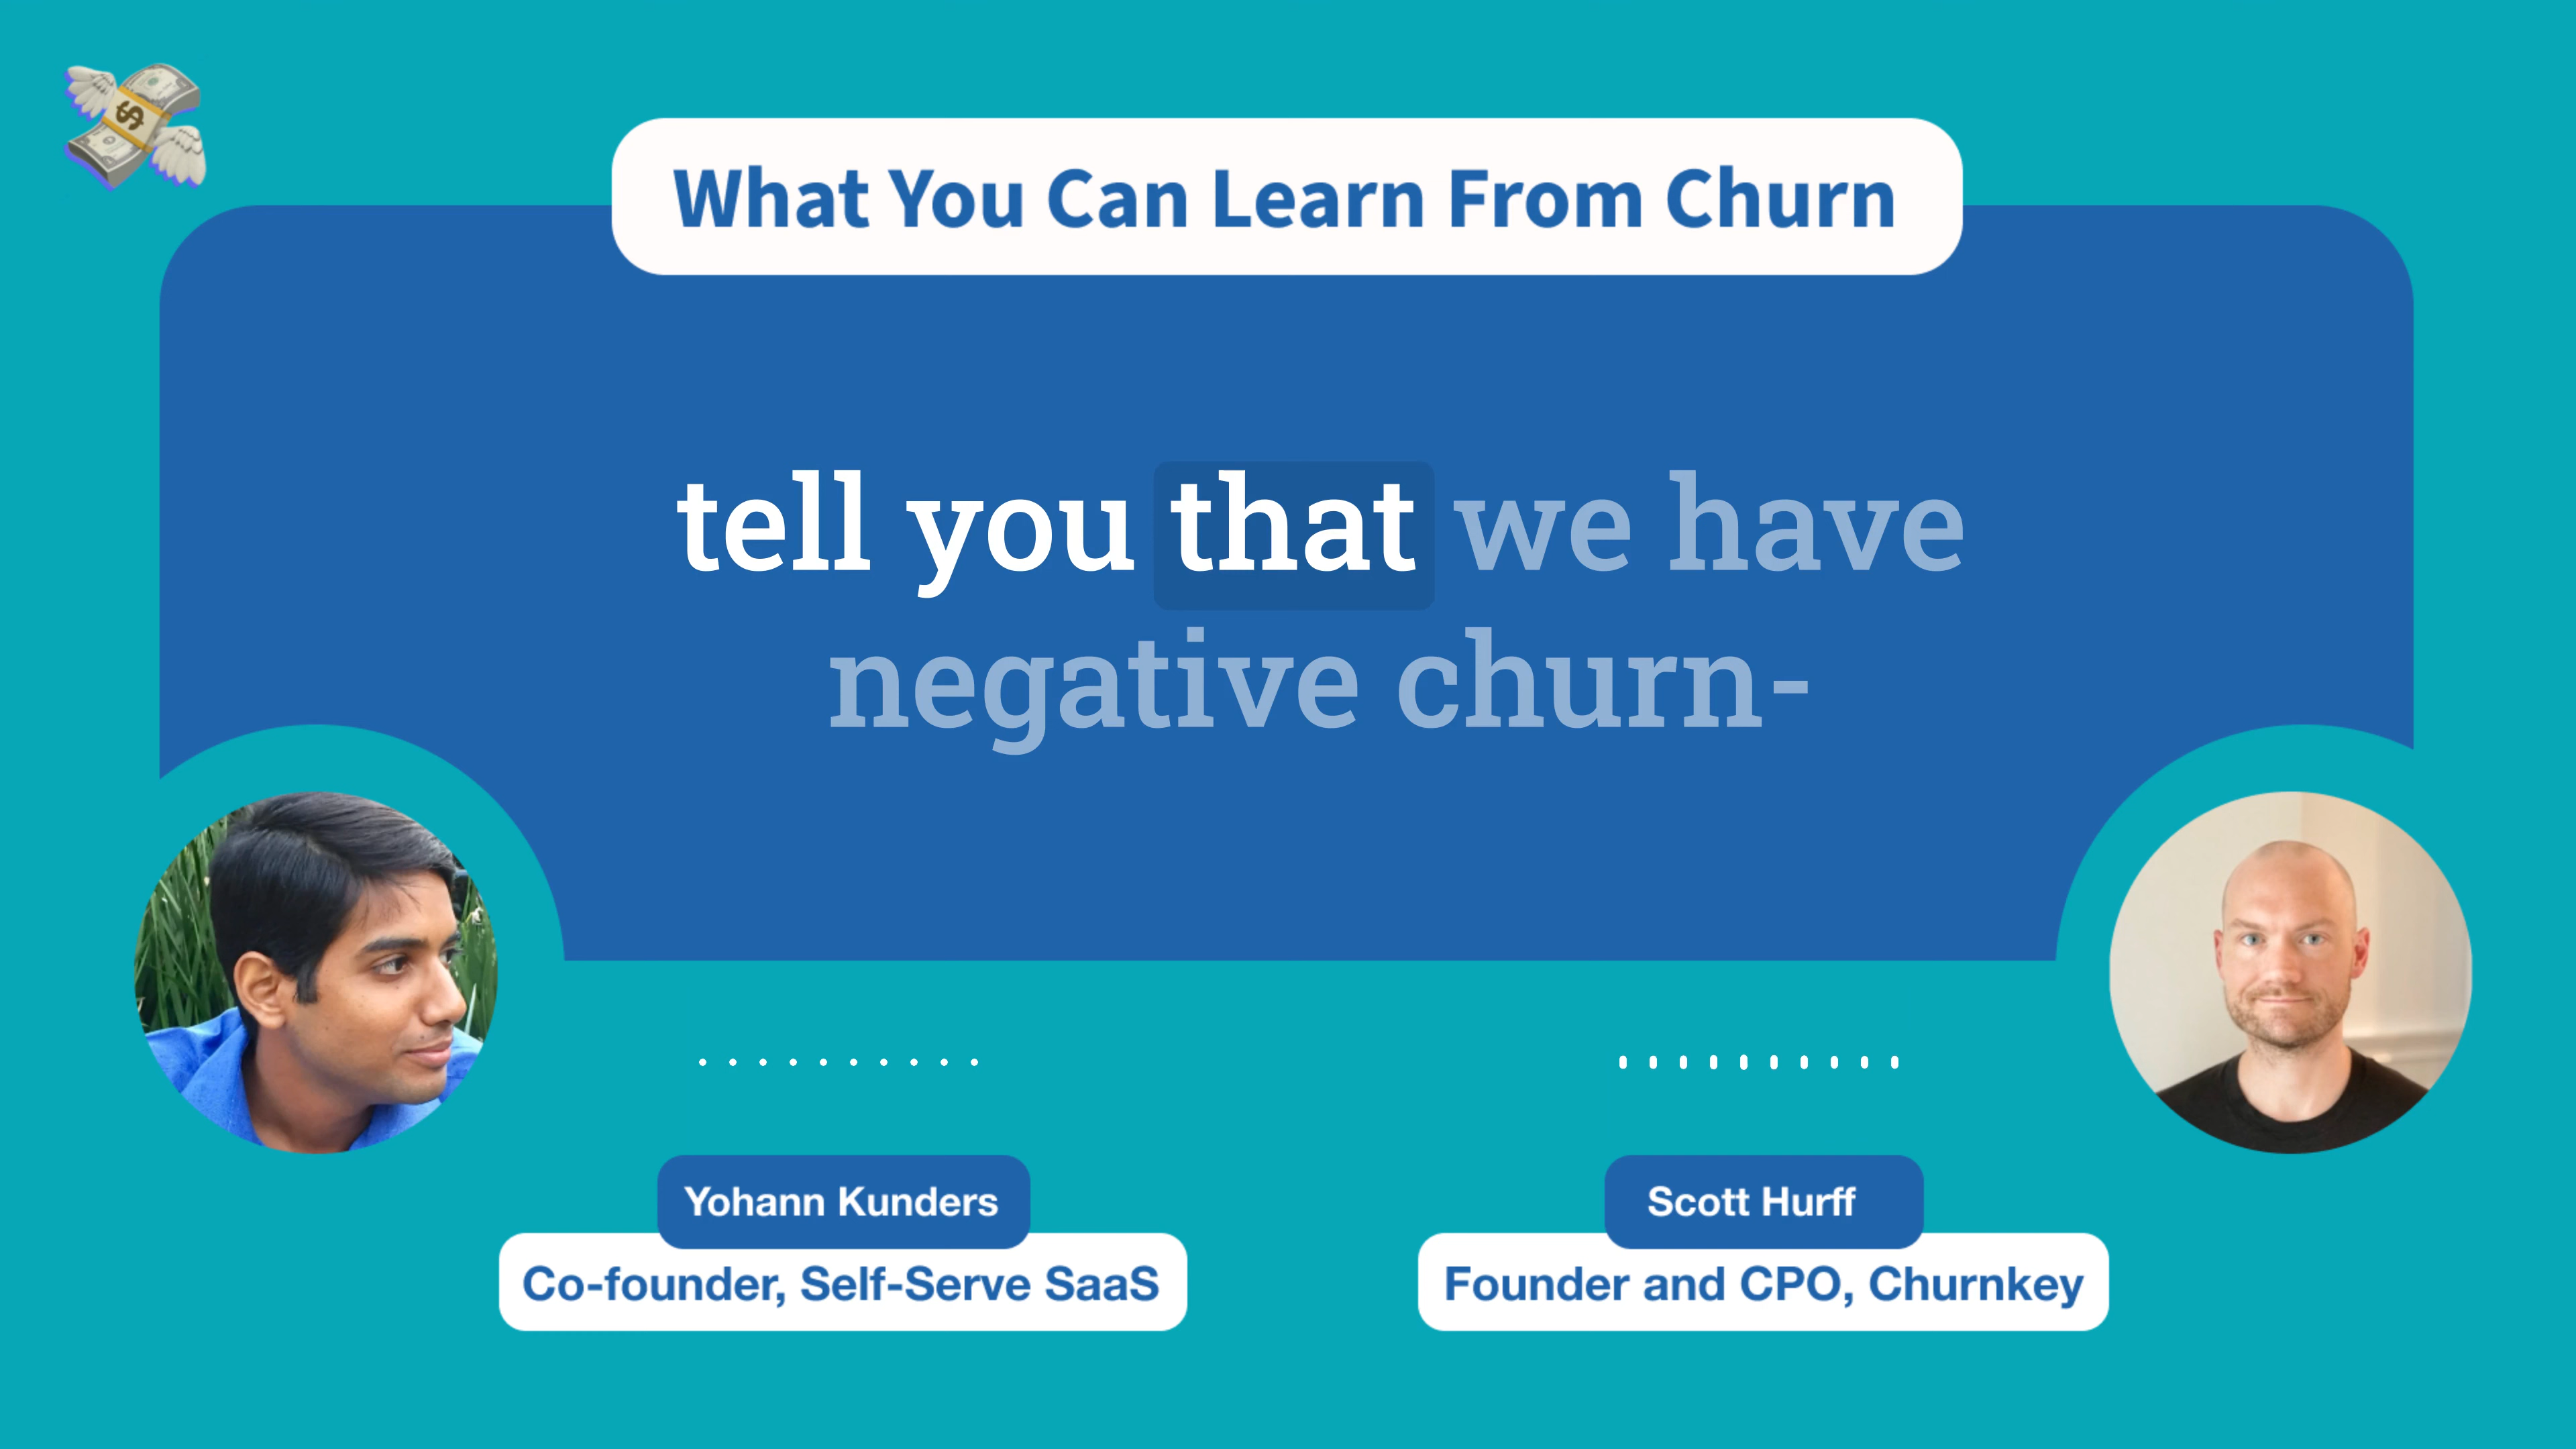 What You Can Learn From Churn
tell you that we have
negative churn-
Yohann Kunders
Co-founder, Self-Serve SaaS
Scott Hurff
Founder and CPO, Churnkey